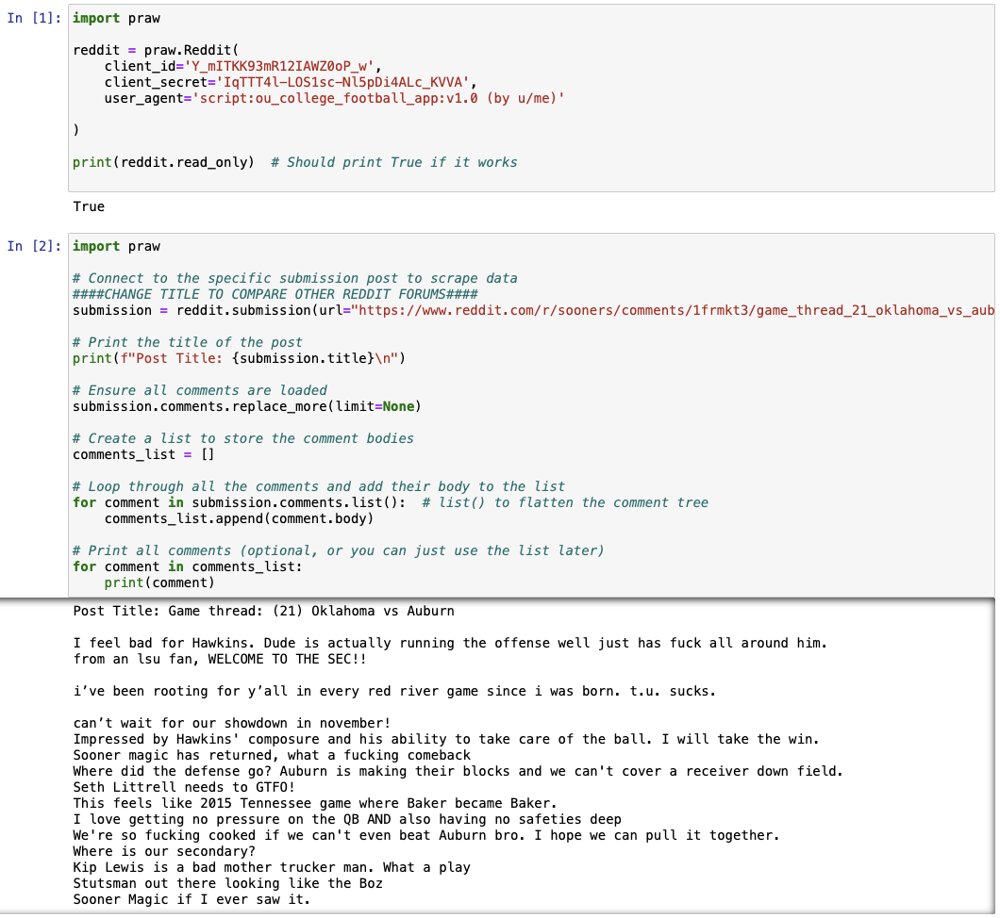 In [1]: import praw
reddit = praw.Reddit(
client_id='Y_mITKK93mR12IAWZ0oP_w',
client_secret='IqTTT4l-LOS1sc-Nl5pDi4ALc_KVVA',
user_agent='script:ou_college_football_app:v1.0 (by u/me)'
)
print(reddit.read_only)  # Should print True if it works
True
In [2]: import praw
# Connect to the specific submission post to scrape data
####CHANGE TITLE TO COMPARE OTHER REDDIT FORUMS####
submission = reddit.submission(url="https://www.reddit.com/r/sooners/comments/1frmkt3/game_thread_21_oklahoma_vs_aub
# Print the title of the post
print(f"Post Title: {submission.title}\n")
# Ensure all comments are loaded
submission.comments.replace_more(limit=None)
# Create a list to store the comment bodies
comments_list = []
# Loop through all the comments and add their body to the list
for comment in submission.comments.list():  # list() to flatten the comment tree
comments_list.append(comment.body)
# Print all comments (optional, or you can just use the list later)
for comment in comments_list:
print(comment)
Post Title: Game thread: (21) Oklahoma vs Auburn
I feel bad for Hawkins. Dude is actually running the offense well just has fuck all around him.
from an lsu fan, WELCOME TO THE SEC!!
i’ve been rooting for y’all in every red river game since i was born. t.u. sucks.
can’t wait for our showdown in november!
Impressed by Hawkins' composure and his ability to take care of the ball. I will take the win.
Sooner magic has returned, what a fucking comeback
Where did the defense go? Auburn is making their blocks and we can't cover a receiver down field.
Seth Littrell needs to GTFO!
This feels like 2015 Tennessee game where Baker became Baker.
I love getting no pressure on the QB AND also having no safeties deep
We're so fucking cooked if we can't even beat Auburn bro. I hope we can pull it together.
Where is our secondary?
Kip Lewis is a bad mother trucker man. What a play
Stutsman out there looking like the Boz
Sooner Magic if I ever saw it.